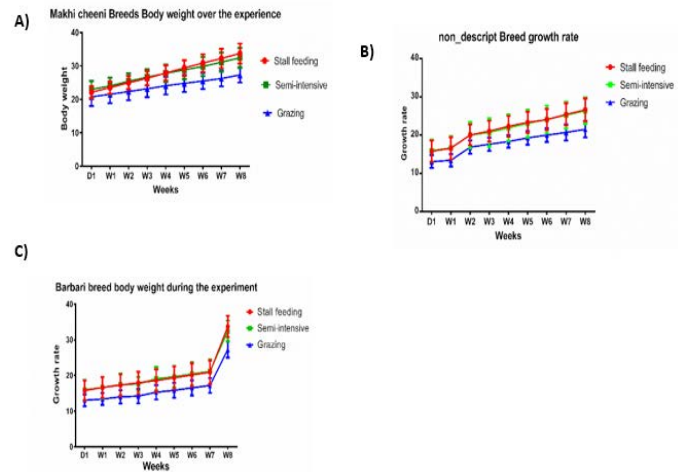 A)
Makhi cheeni Breeds Body weight over the experience
40
30
20
10
0
Body weight
D1 W1 W2 W3 W4 W5 W6 W7 W8
Weeks
Stall feeding
Semi-intensive
Grazing
B)
non_descript Breed growth rate
40
30
20
10
0
Growth rate
D1 W1 W2 W3 W4 W5 W6 W7 W8
Weeks
Stall feeding
Semi-intensive
Grazing
C)
Barbari breed body weight during the experiment
40
30
20
10
0
Growth rate
D1 W1 W2 W3 W4 W5 W6 W7 W8
Weeks
Stall feeding
Semi-intensive
Grazing